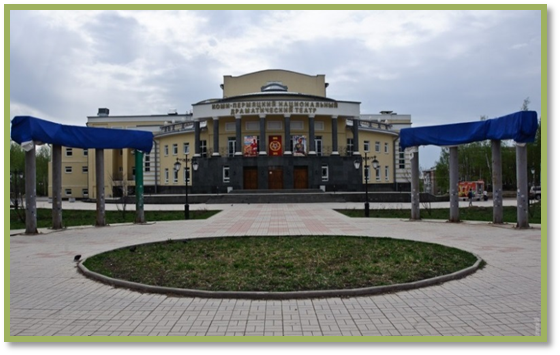 КОМИ-ПЕРМЯЦКИЙ НАЦИОНАЛЬНЫЙ
ДРАМАТИЧЕСКИЙ ТЕАТР